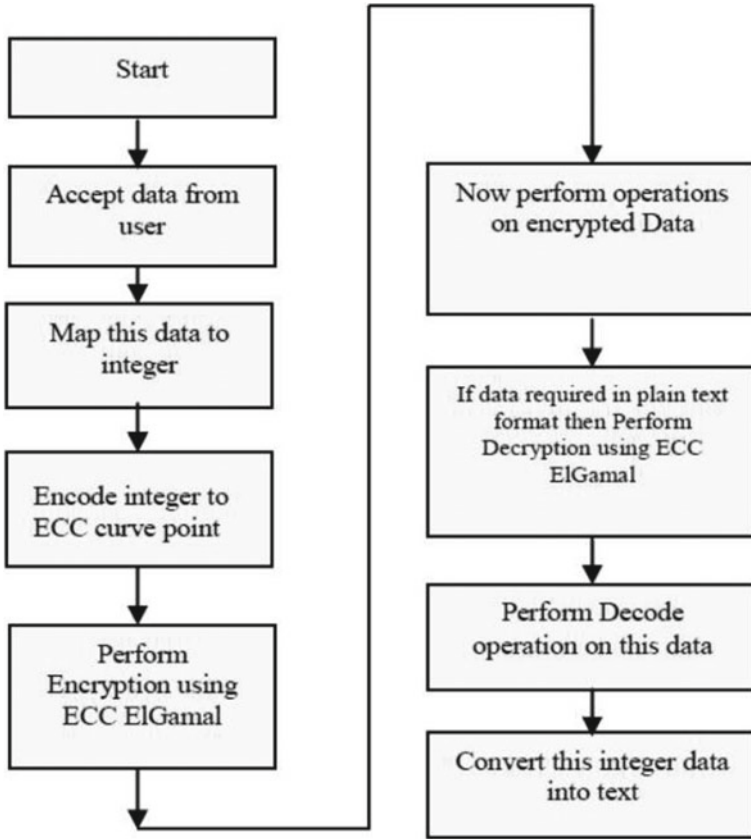 Start
Accept data from
user
Map this data to
integer
Encode integer to
ECC curve point
Perform
Encryption using
ECC ElGamal
Now perform operations
on encrypted Data
If data required in plain text
format then Perform
Decryption using ECC
ElGamal
Perform Decode
operation on this data
Convert this integer data
into text